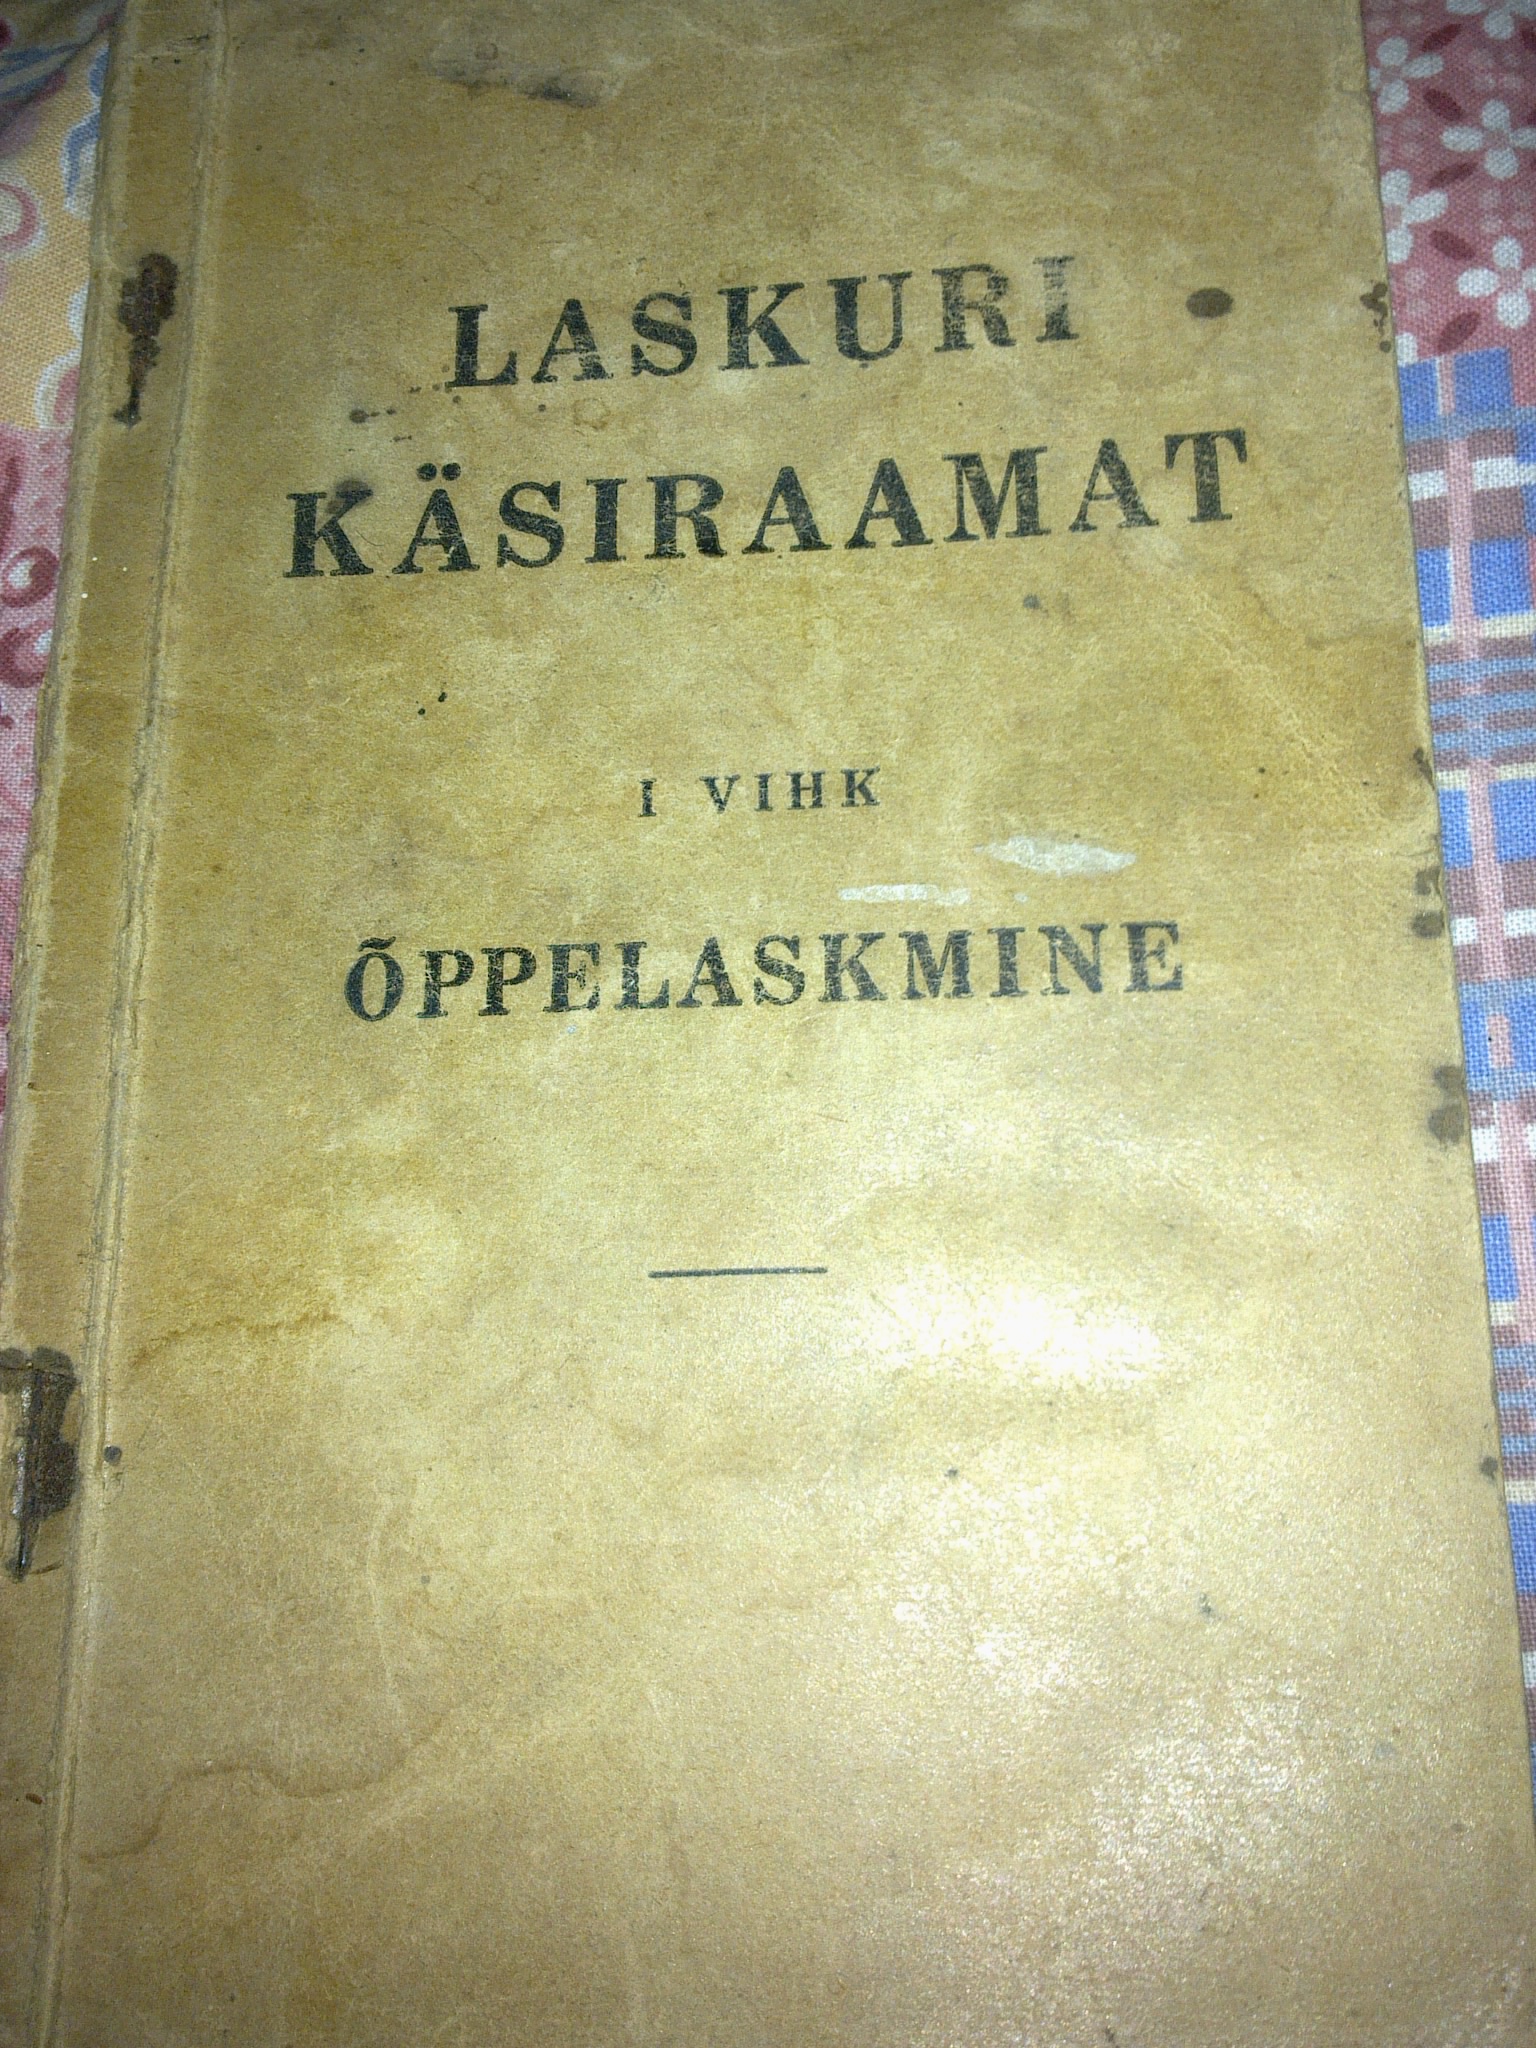 LASKURI
KÄSIRAAMAT
I VIHK
ÕPPELASKMINE